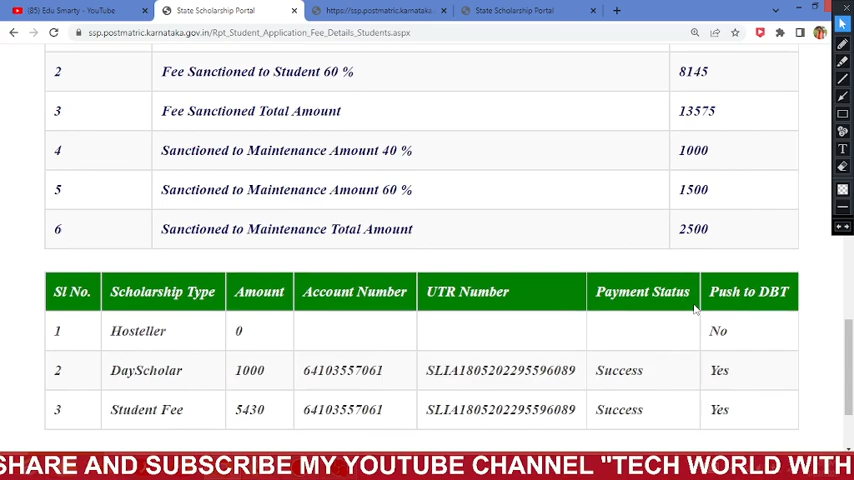 (85) Edu Smarty - YouTube
State Scholarship Portal
https://ssp.postmatric.karnataka.
State Scholarship Portal
ssp.postmatric.karnataka.gov.in/Rpt_Student_Application_Fee_Details_Students.aspx
2 Fee Sanctioned to Student 60 % 8145
3 Fee Sanctioned Total Amount 13575
4 Sanctioned to Maintenance Amount 40 % 1000
5 Sanctioned to Maintenance Amount 60 % 1500
6 Sanctioned to Maintenance Total Amount 2500
Sl No. Scholarship Type Amount Account Number UTR Number Payment Status Push to DBT
1 Hosteller 0 No
2 DayScholar 1000 64103557061 SLIA1805202295596089 Success Yes
3 Student Fee 5430 64103557061 SLIA1805202295596089 Success Yes
SHARE AND SUBSCRIBE MY YOUTUBE CHANNEL "TECH WORLD WITH